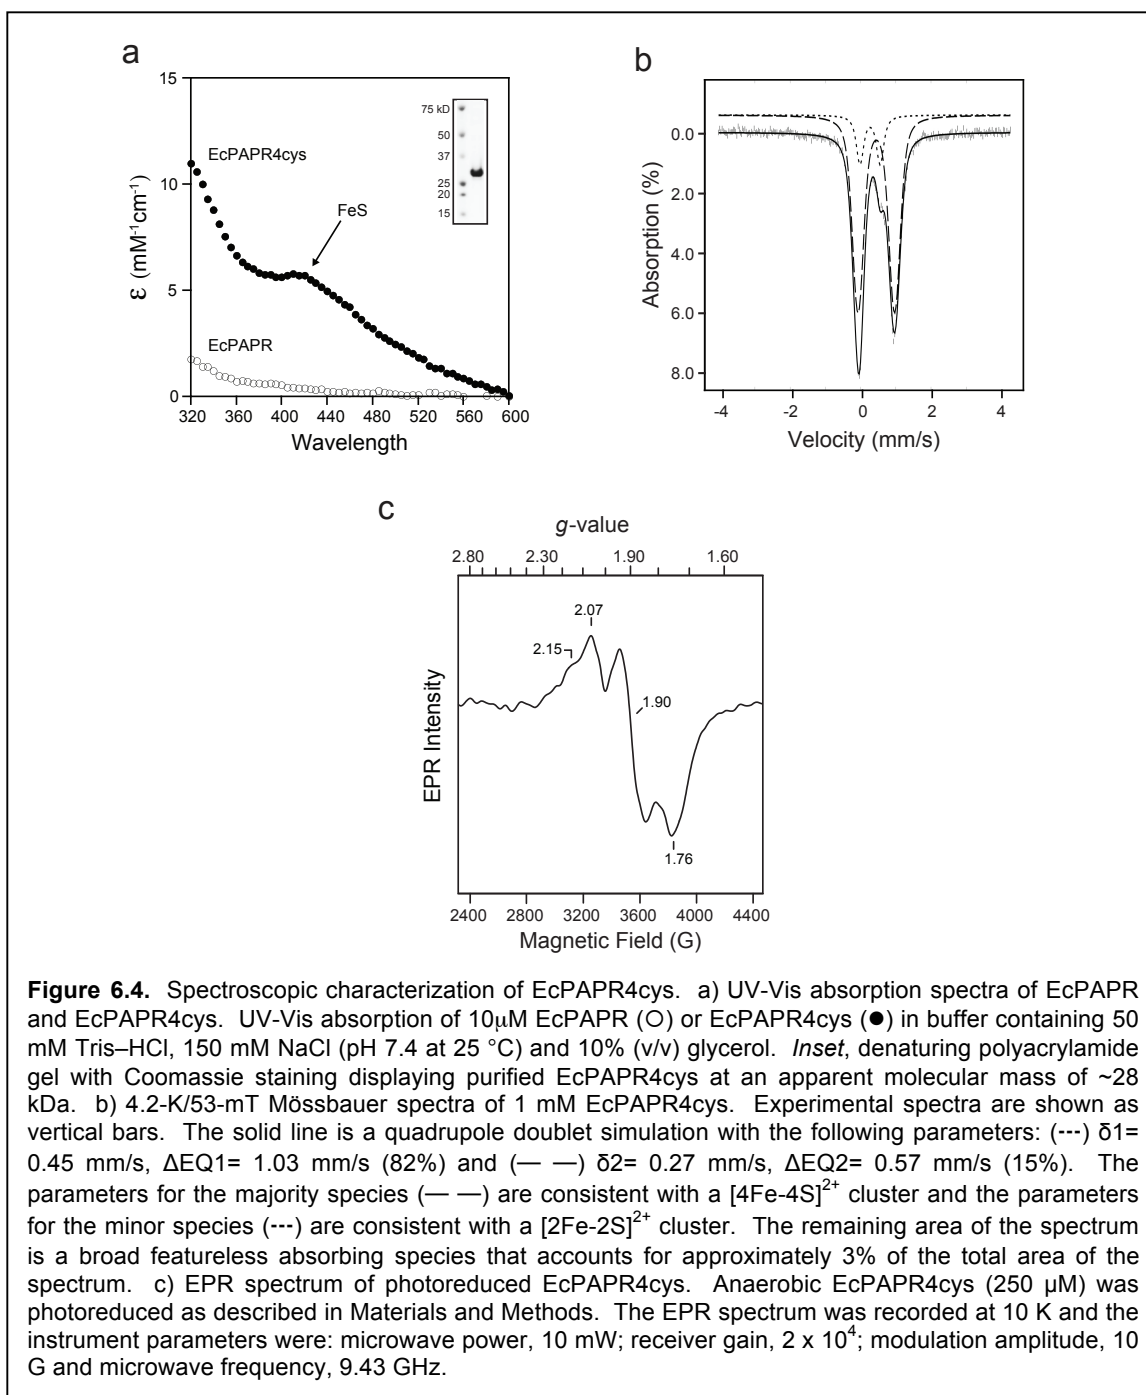 a
15
10
5
0
ε (mM-1cm-1)
EcPAPR4cys
FeS
EcPAPR
75 kD
50
37
25
20
15
320 360 400 440 480 520 560 600
Wavelength
b
0.0
2.0
4.0
6.0
8.0
Absorption (%)
-4 -2 0 2 4
Velocity (mm/s)
c
g-value
2.80 2.30 1.90 1.60
2.07
2.15
1.90
1.76
EPR Intensity
2400 2800 3200 3600 4000 4400
Magnetic Field (G)
Figure 6.4. Spectroscopic characterization of EcPAPR4cys. a) UV-Vis absorption spectra of EcPAPR
and EcPAPR4cys. UV-Vis absorption of 10μM EcPAPR (○) or EcPAPR4cys (●) in buffer containing 50
mM Tris–HCl, 150 mM NaCl (pH 7.4 at 25 °C) and 10% (v/v) glycerol. Inset, denaturing polyacrylamide
gel with Coomassie staining displaying purified EcPAPR4cys at an apparent molecular mass of ~28
kDa. b) 4.2-K/53-mT Mössbauer spectra of 1 mM EcPAPR4cys. Experimental spectra are shown as
vertical bars. The solid line is a quadrupole doublet simulation with the following parameters: (---) δ1=
0.45 mm/s, ΔEQ1= 1.03 mm/s (82%) and (— —) δ2= 0.27 mm/s, ΔEQ2= 0.57 mm/s (15%). The
parameters for the majority species (— —) are consistent with a [4Fe-4S]2+ cluster and the parameters
for the minor species (---) are consistent with a [2Fe-2S]2+ cluster. The remaining area of the spectrum
is a broad featureless absorbing species that accounts for approximately 3% of the total area of the
spectrum. c) EPR spectrum of photoreduced EcPAPR4cys. Anaerobic EcPAPR4cys (250 μM) was
photoreduced as described in Materials and Methods. The EPR spectrum was recorded at 10 K and the
instrument parameters were: microwave power, 10 mW; receiver gain, 2 x 104; modulation amplitude, 10
G and microwave frequency, 9.43 GHz.